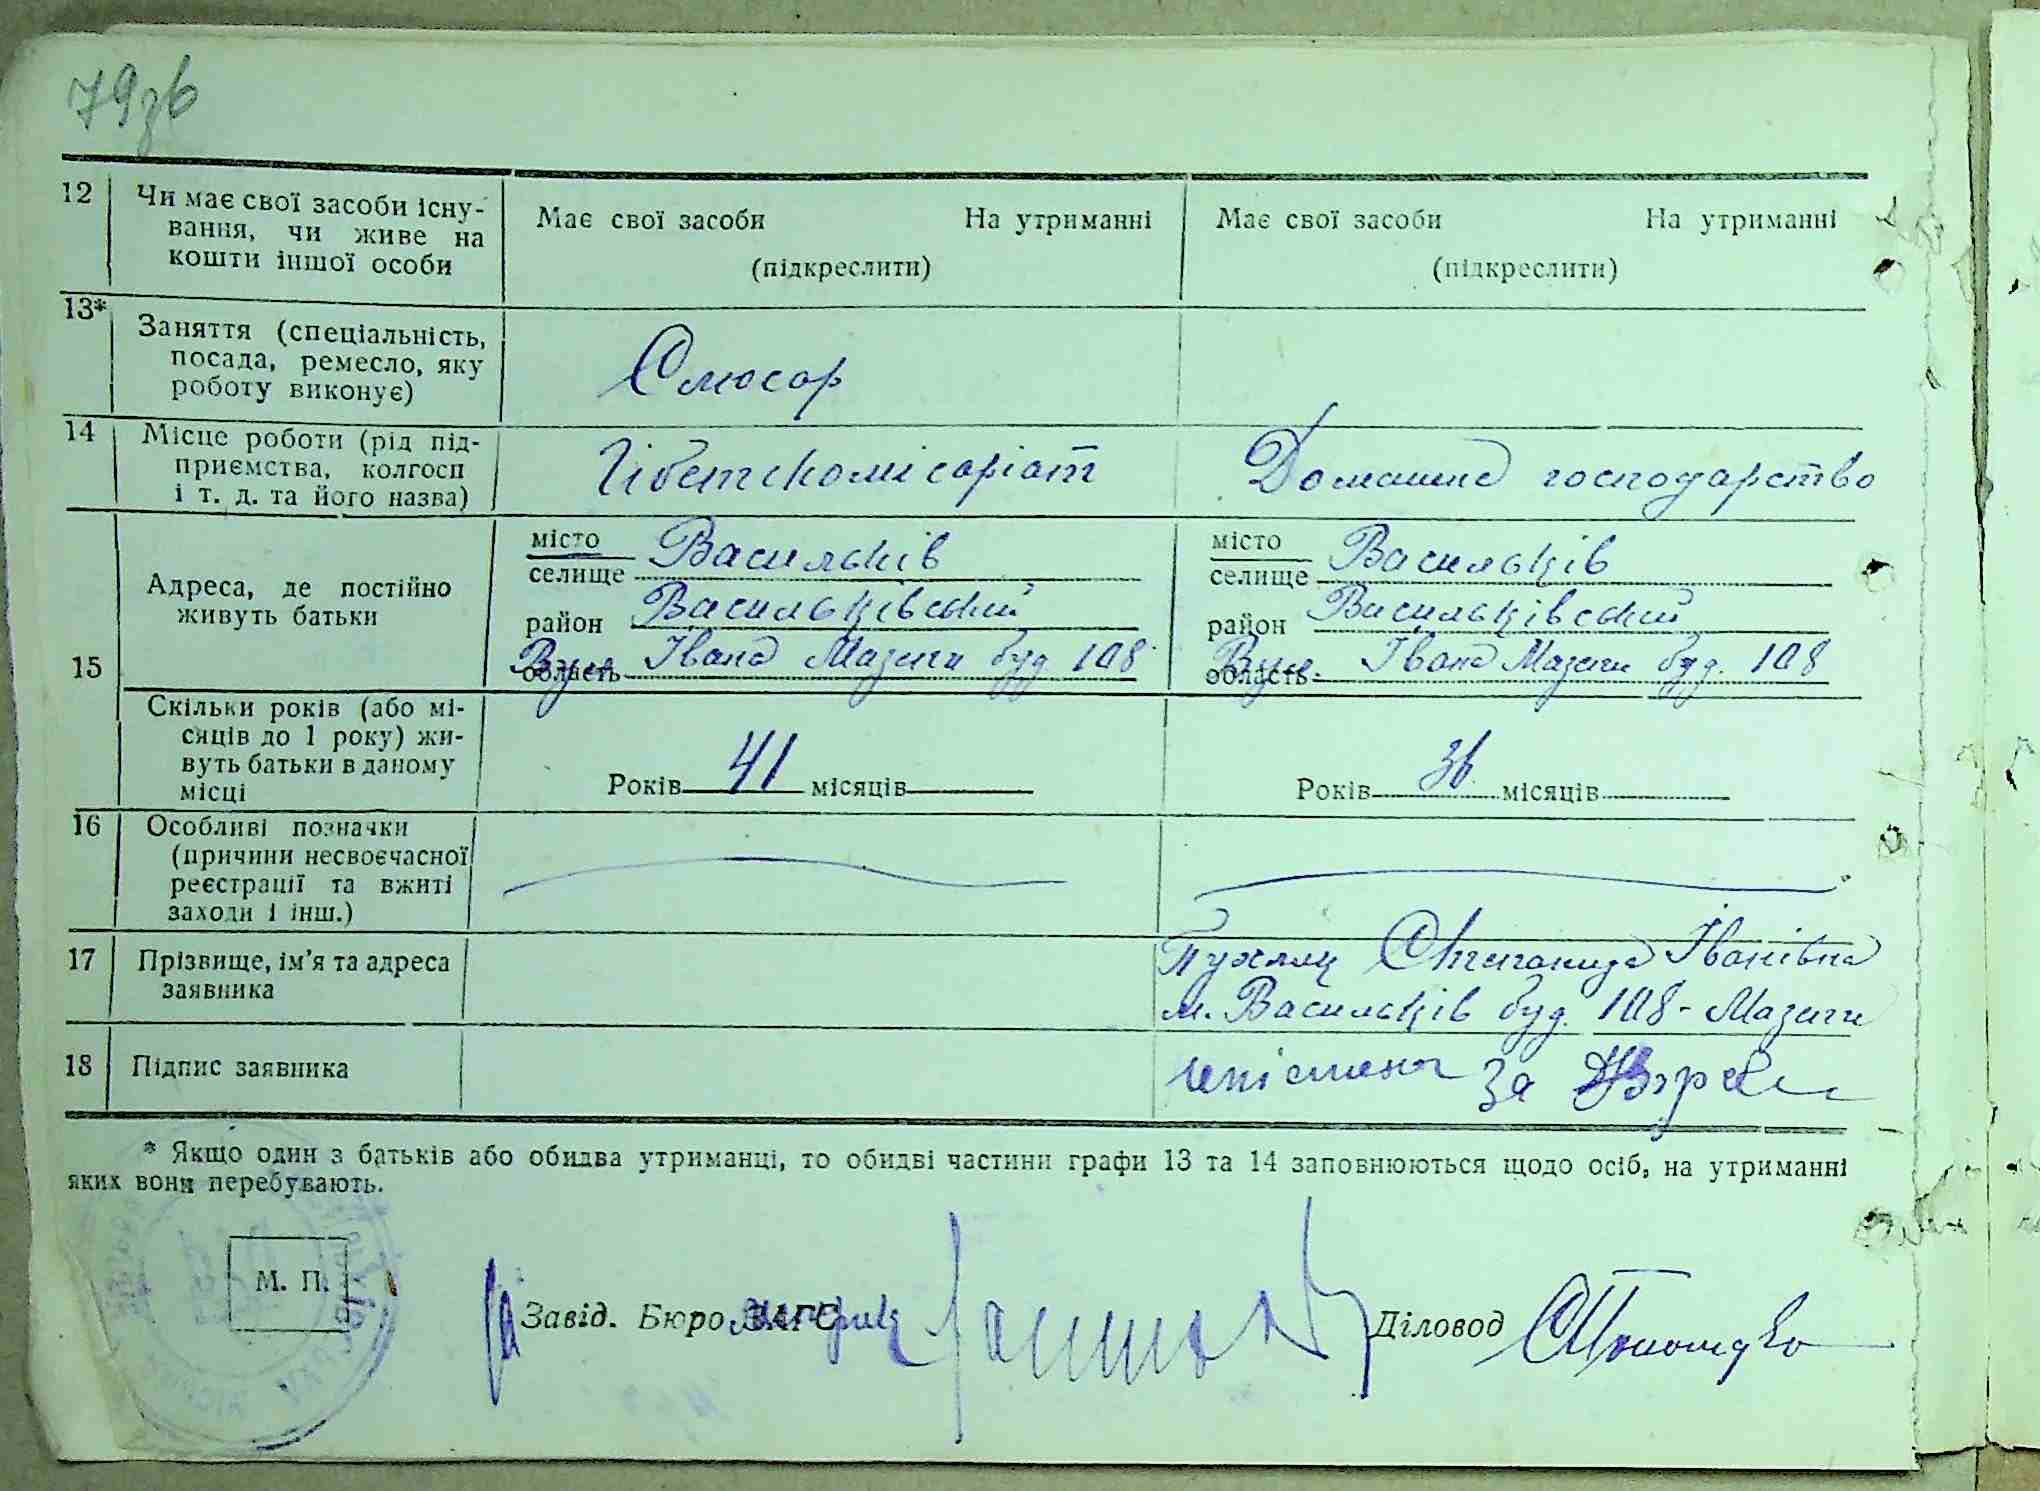 79зв
12 Чи має свої засоби існу-
вання, чи живе на
кошти іншої особи
Має свої засоби На утриманні
(підкреслити)
Має свої засоби На утриманні
(підкреслити)
13* Заняття (спеціальність,
посада, ремесло, яку
роботу виконує)
Слюсар
14 Місце роботи (рід під-
приємства, колгосп
і т. д. та його назва)
Гібетскомісаріат
Домашнє господарство
15 Адреса, де постійно
живуть батьки
місто Васильків
селище
район Васильківський
область Вул. Івана Мазепи буд 108
місто Васильків
селище
район Васильківський
область Вул. Івана Мазепи буд. 108
Скільки років (або мі-
сяців до 1 року) жи-
вуть батьки в даному
місці
Років 41 місяців
Років 36 місяців
16 Особливі позначки
(причини несвоєчасної
реєстрації та вжиті
заходи і інш.)
17 Прізвище, ім'я та адреса
заявника
Степанида Іванівна
м. Васильків буд. 108 - Мазепи
18 Підпис заявника
за
* Якщо один з батьків або обидва утриманці, то обидві частини графи 13 та 14 заповнюються щодо осіб, на утриманні
яких вони перебувають.
М. П.
Завід. Бюро ЗАГС
Діловод